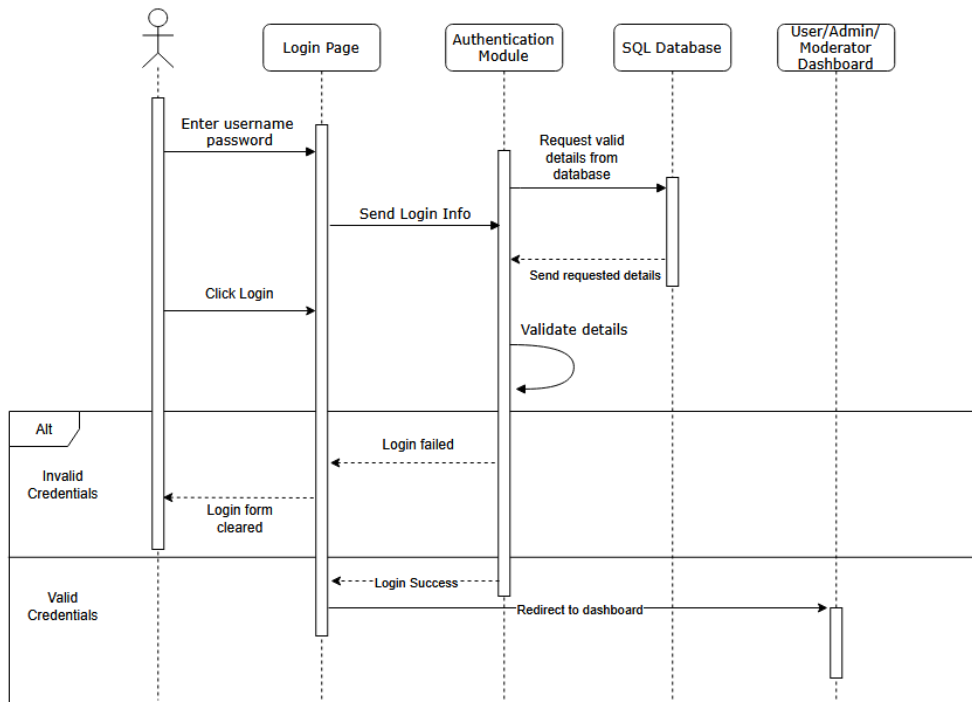 Login Page
Authentication
Module
SQL Database
User/Admin/
Moderator
Dashboard
Enter username
password
Request valid
details from
database
Send Login Info
Send requested details
Click Login
Validate details
Alt
Login failed
Invalid
Credentials
Login form
cleared
Login Success
Valid
Credentials
Redirect to dashboard